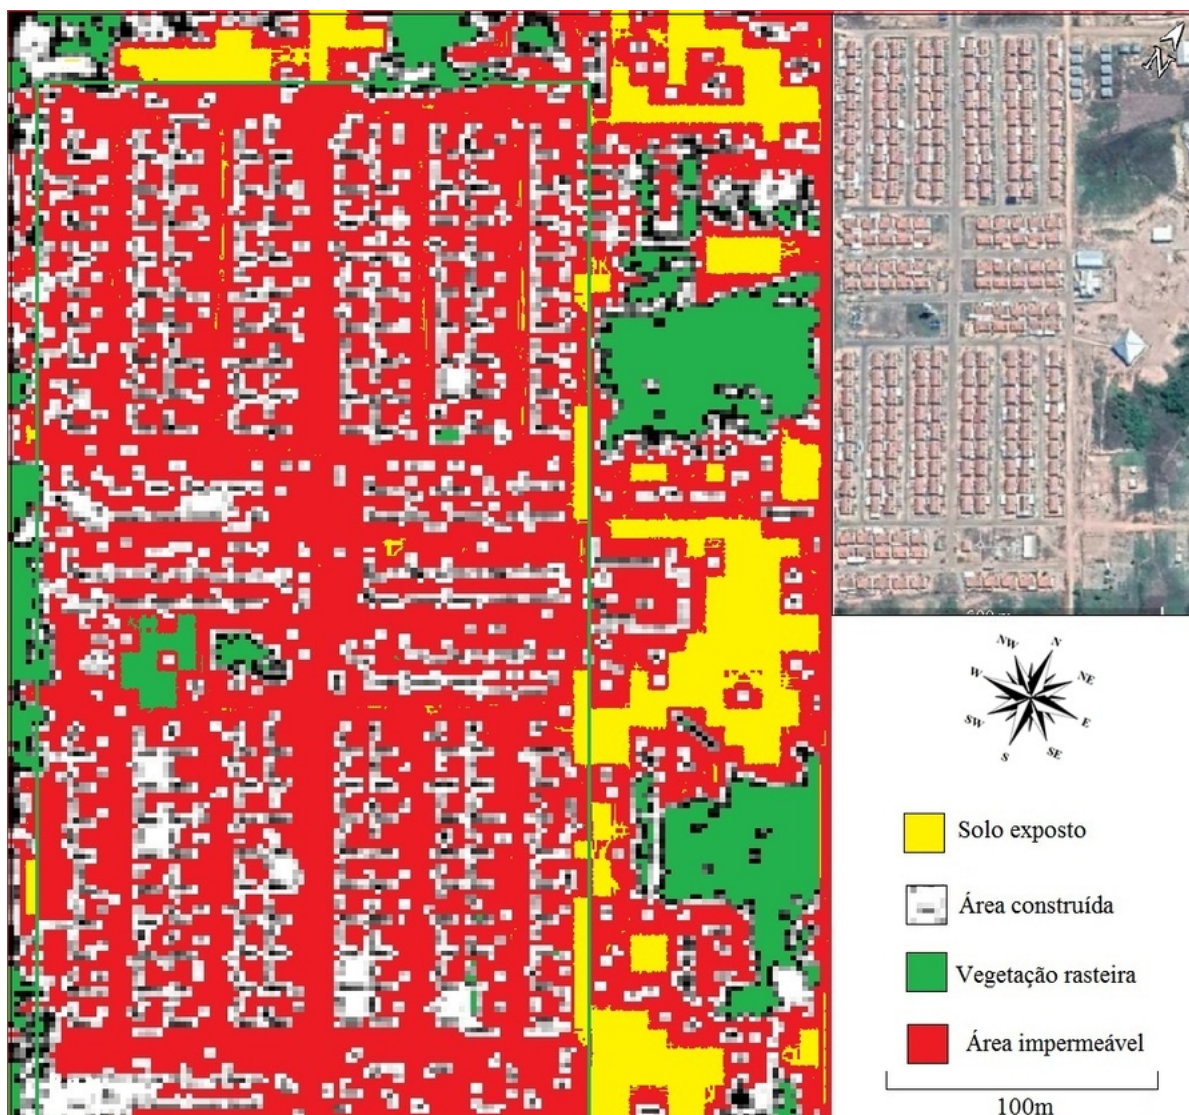 N
NW
N
W
NE
SW
E
S
SE
Solo exposto
Área construída
Vegetação rasteira
Área impermeável
100m